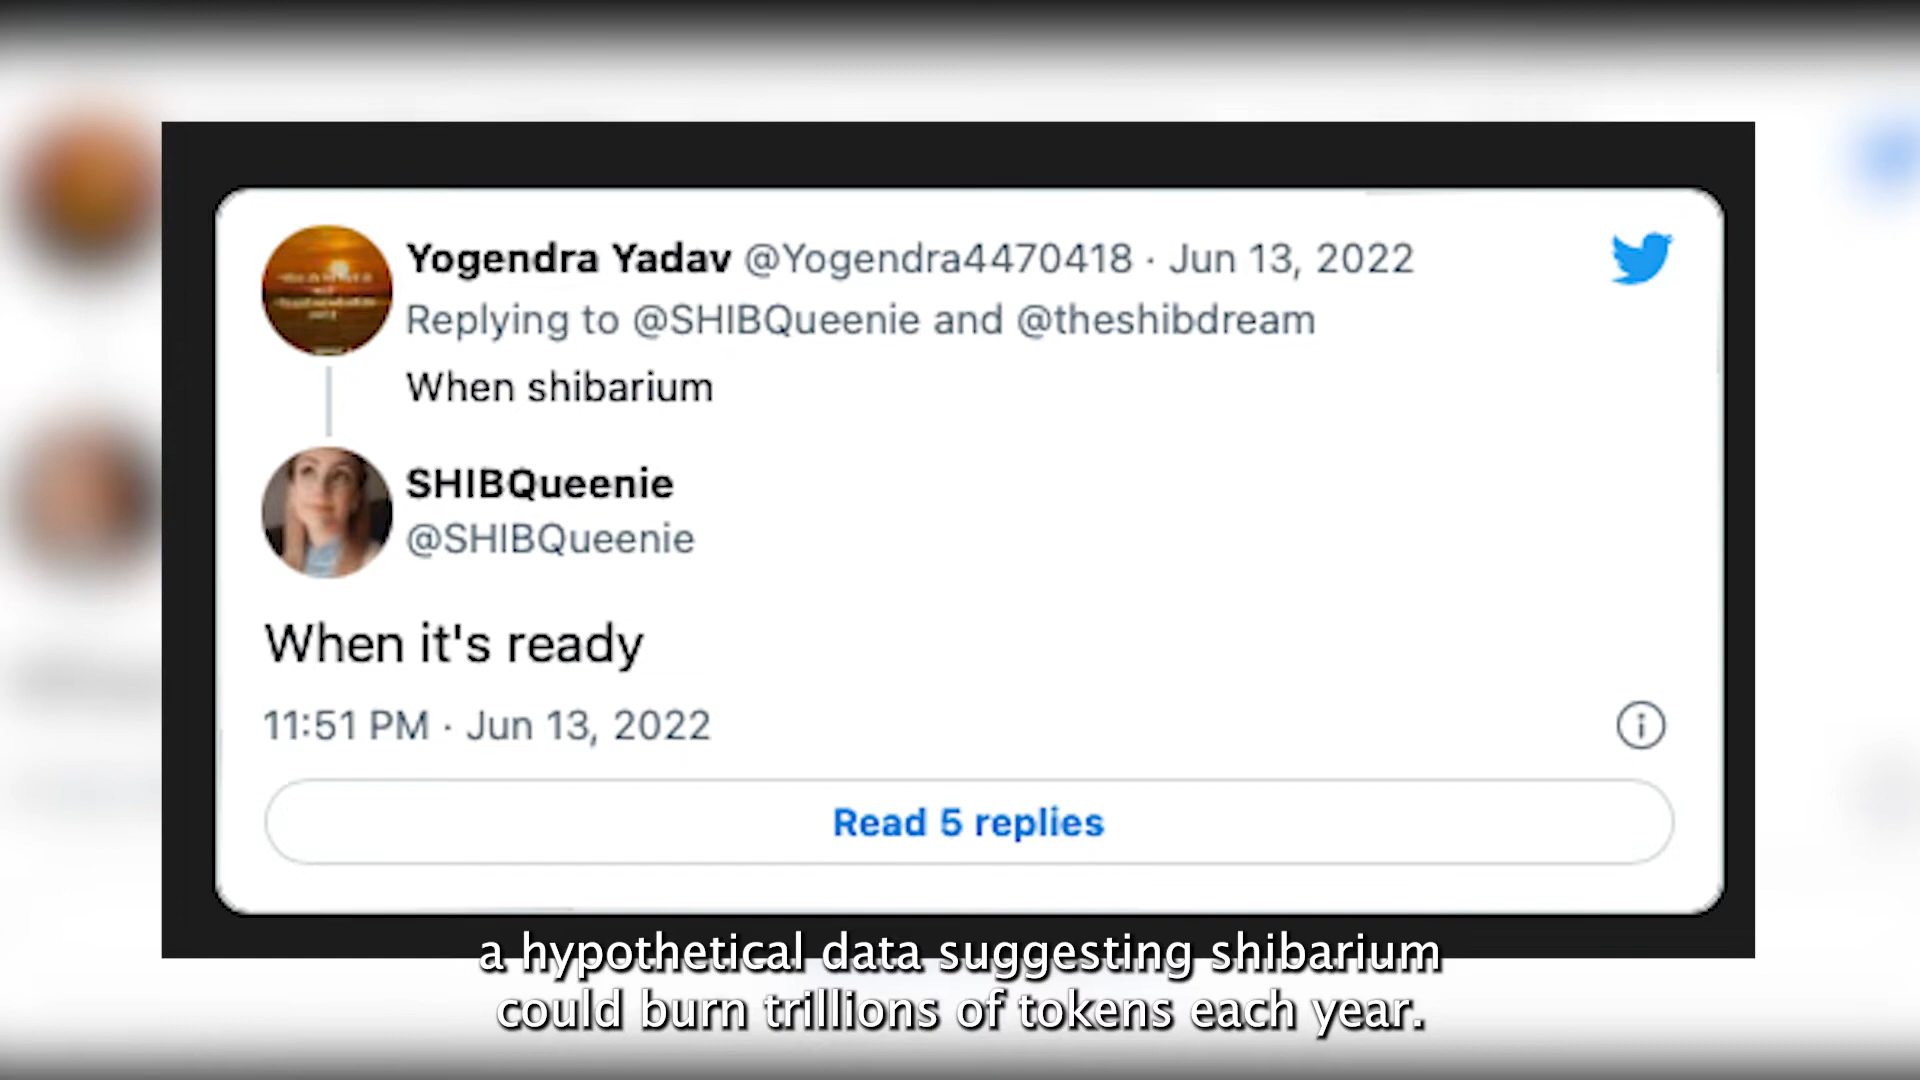 Yogendra Yadav @Yogendra4470418 · Jun 13, 2022
Replying to @SHIBQueenie and @theshibdream
When shibarium
SHIBQueenie
@SHIBQueenie
When it's ready
11:51 PM · Jun 13, 2022
Read 5 replies
a hypothetical data suggesting shibarium
could burn trillions of tokens each year.